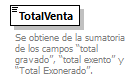 TotalVenta
Se obtiene de la sumatoria
de los campos "total
gravado", "total exento" y
"Total Exonerado".